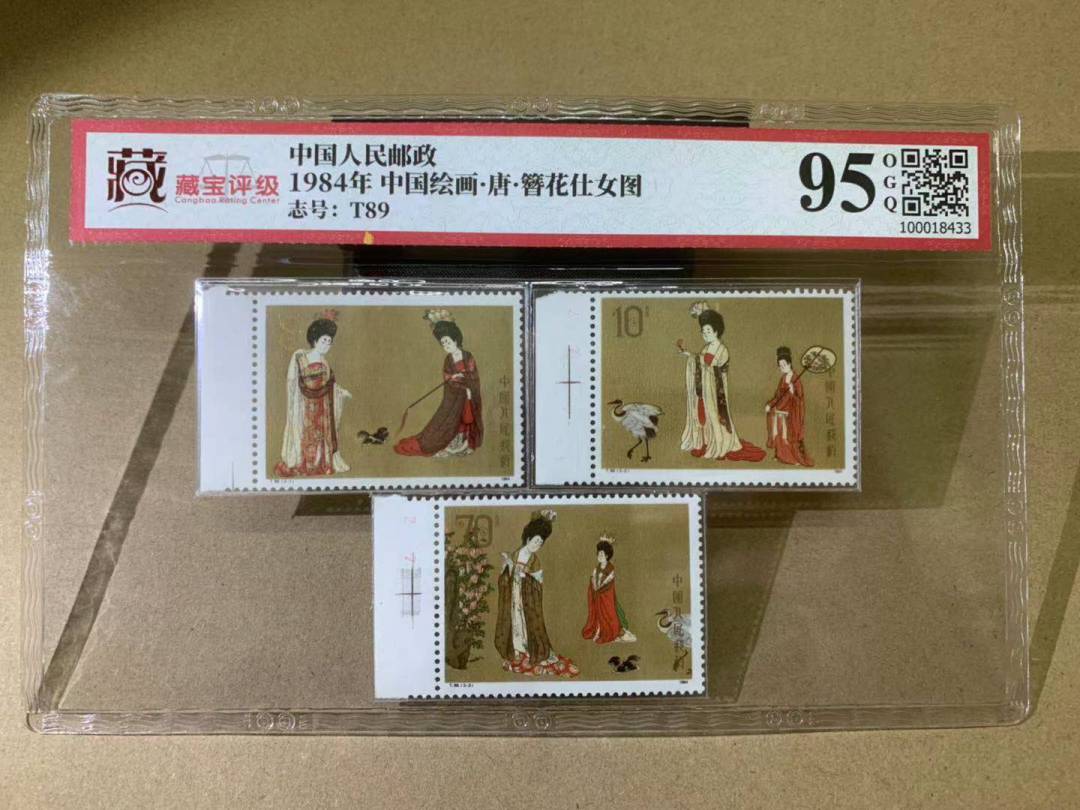 藏
藏宝评级
Cangbao Rating Center
中国人民邮政
1984年 中国绘画·唐·簪花仕女图
志号：T89
95
O
G
Q
100018433
中国人民邮政
10
中国人民邮政
70
中国人民邮政